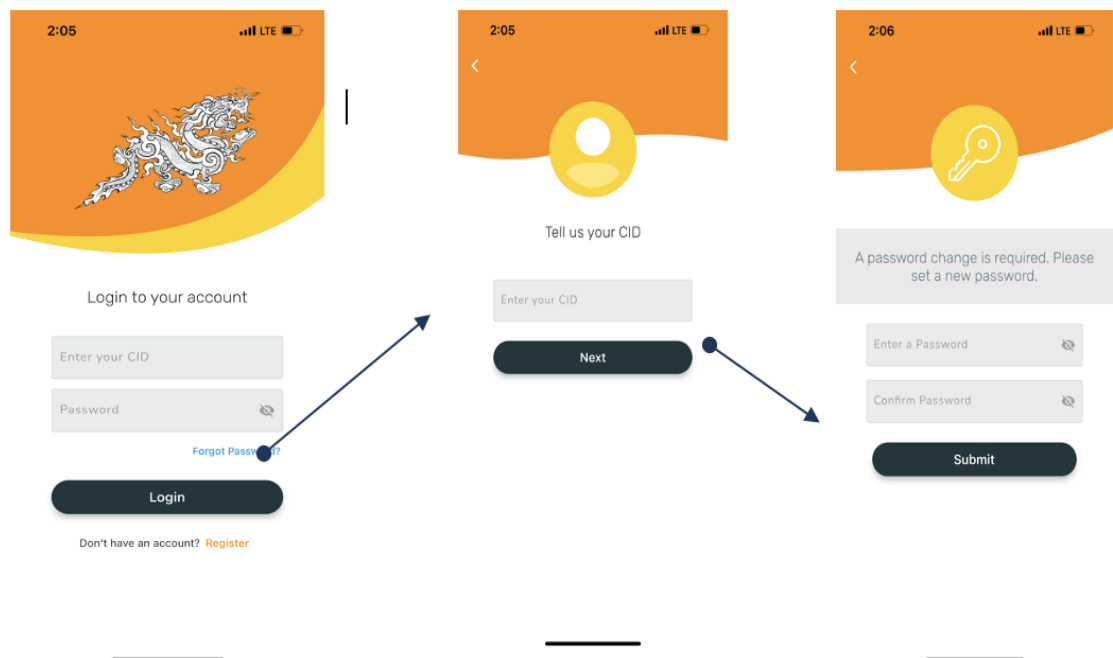 2:05
LTE
Login to your account
Enter your CID
Password
Forgot Password?
Login
Don't have an account? Register
2:05
LTE
Tell us your CID
Enter your CID
Next
2:06
LTE
A password change is required. Please
set a new password.
Enter a Password
Confirm Password
Submit